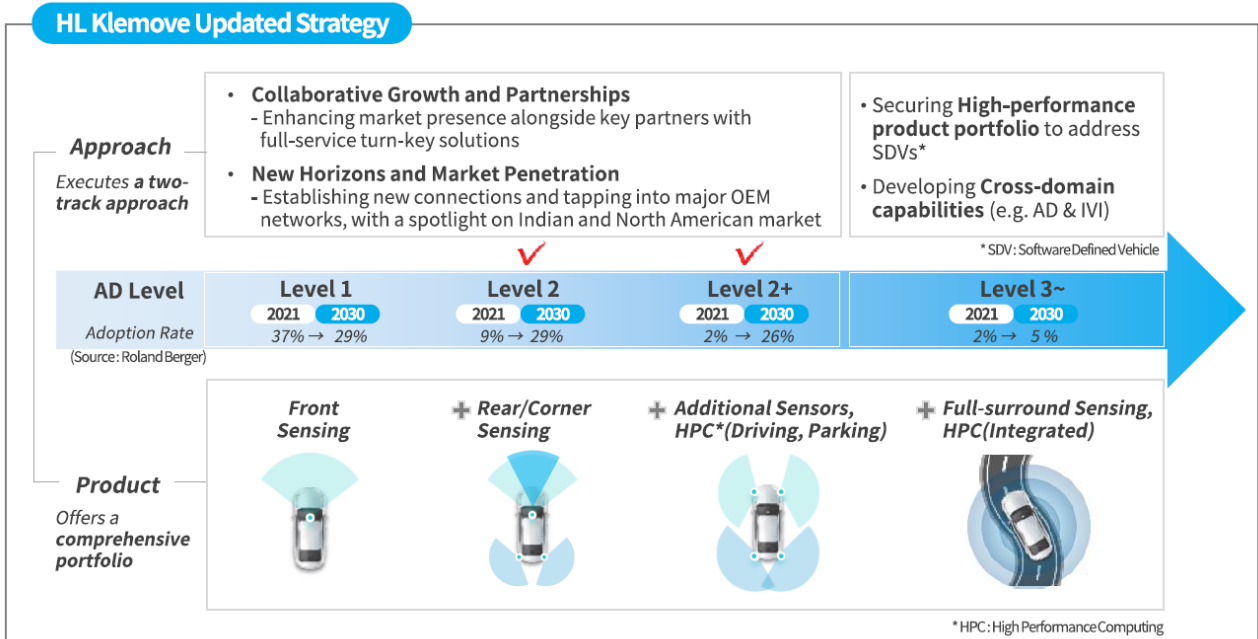 HL Klemove Updated Strategy
Approach
Executes a two-
track approach
• Collaborative Growth and Partnerships
- Enhancing market presence alongside key partners with
full-service turn-key solutions
• New Horizons and Market Penetration
- Establishing new connections and tapping into major OEM
networks, with a spotlight on Indian and North American market
• Securing High-performance
product portfolio to address
SDVs*
• Developing Cross-domain
capabilities (e.g. AD & IVI)
* SDV : Software Defined Vehicle
AD Level
Adoption Rate
(Source : Roland Berger)
Level 1
2021 2030
37% → 29%
Level 2
2021 2030
9% → 29%
Level 2+
2021 2030
2% → 26%
Level 3~
2021 2030
2% → 5 %
Product
Offers a
comprehensive
portfolio
Front
Sensing
+ Rear/Corner
Sensing
+ Additional Sensors,
HPC*(Driving, Parking)
+ Full-surround Sensing,
HPC(Integrated)
* HPC : High Performance Computing